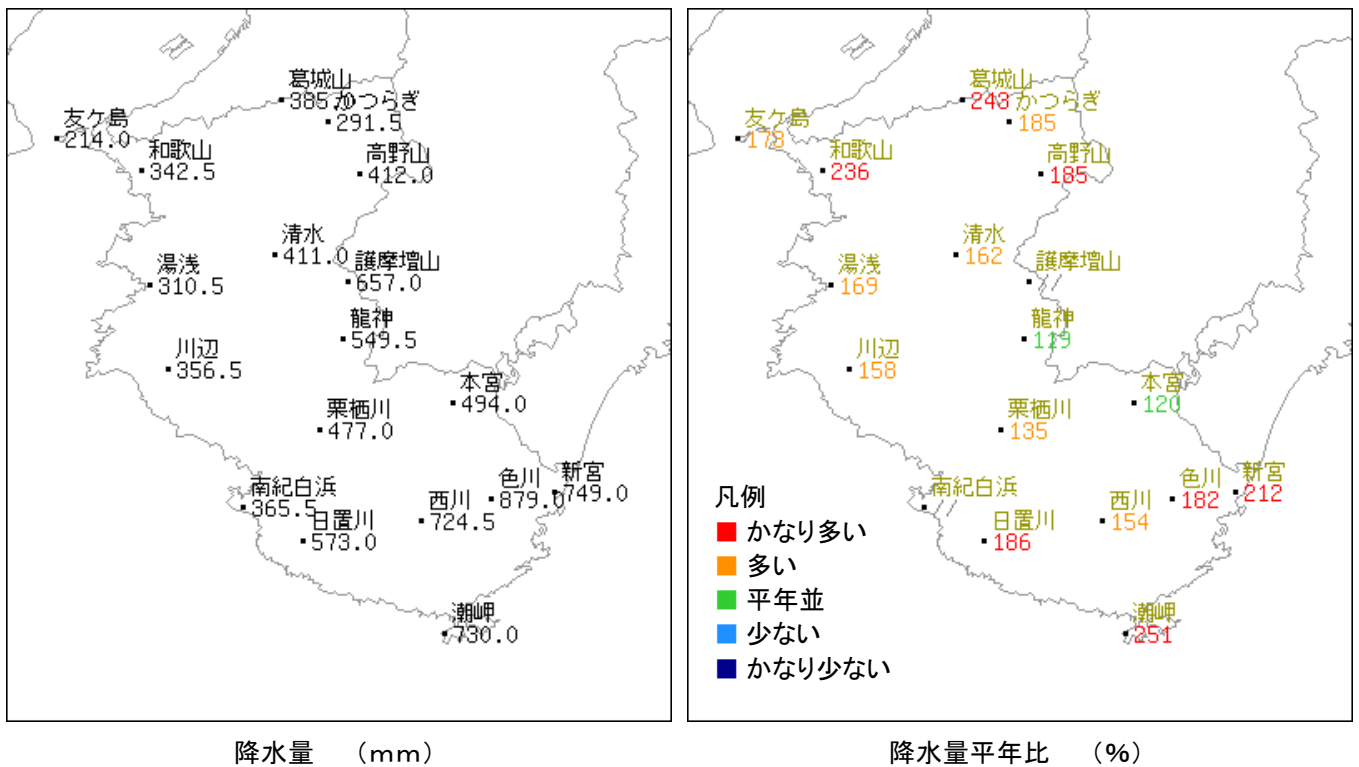 葛城山
385.0
かつらぎ
291.5
友ケ島
214.0
和歌山
342.5
高野山
412.0
清水
411.0
湯浅
310.5
護摩壇山
657.0
龍神
549.5
川辺
356.5
本宮
494.0
栗栖川
477.0
南紀白浜
365.5
日置川
573.0
西川
724.5
色川
879.0
新宮
749.0
潮岬
730.0
降水量 （mm）
葛城山
243
かつらぎ
185
友ケ島
178
和歌山
236
高野山
185
清水
162
湯浅
169
護摩壇山
//
龍神
119
川辺
158
本宮
120
栗栖川
135
南紀白浜
//
日置川
186
西川
154
色川
182
新宮
212
潮岬
251
凡例
かなり多い
多い
平年並
少ない
かなり少ない
降水量平年比 （%）